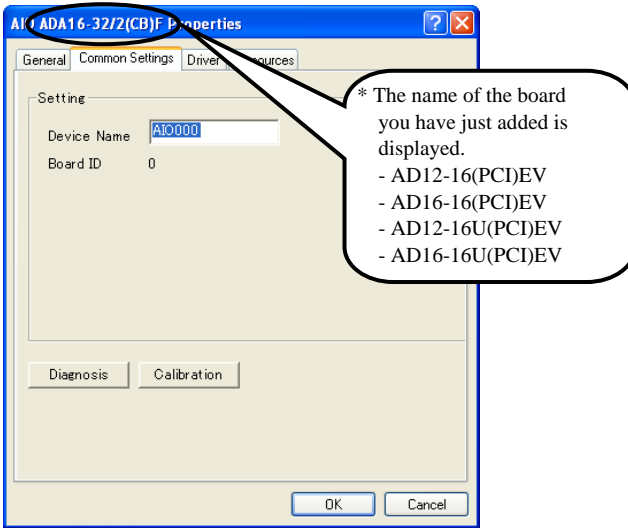 AIO ADA16-32/2(CB)F Properties
General Common Settings Driver Resources
Setting
Device Name AIO000
Board ID 0
Diagnosis Calibration
OK Cancel
* The name of the board
you have just added is
displayed.
- AD12-16(PCI)EV
- AD16-16(PCI)EV
- AD12-16U(PCI)EV
- AD16-16U(PCI)EV